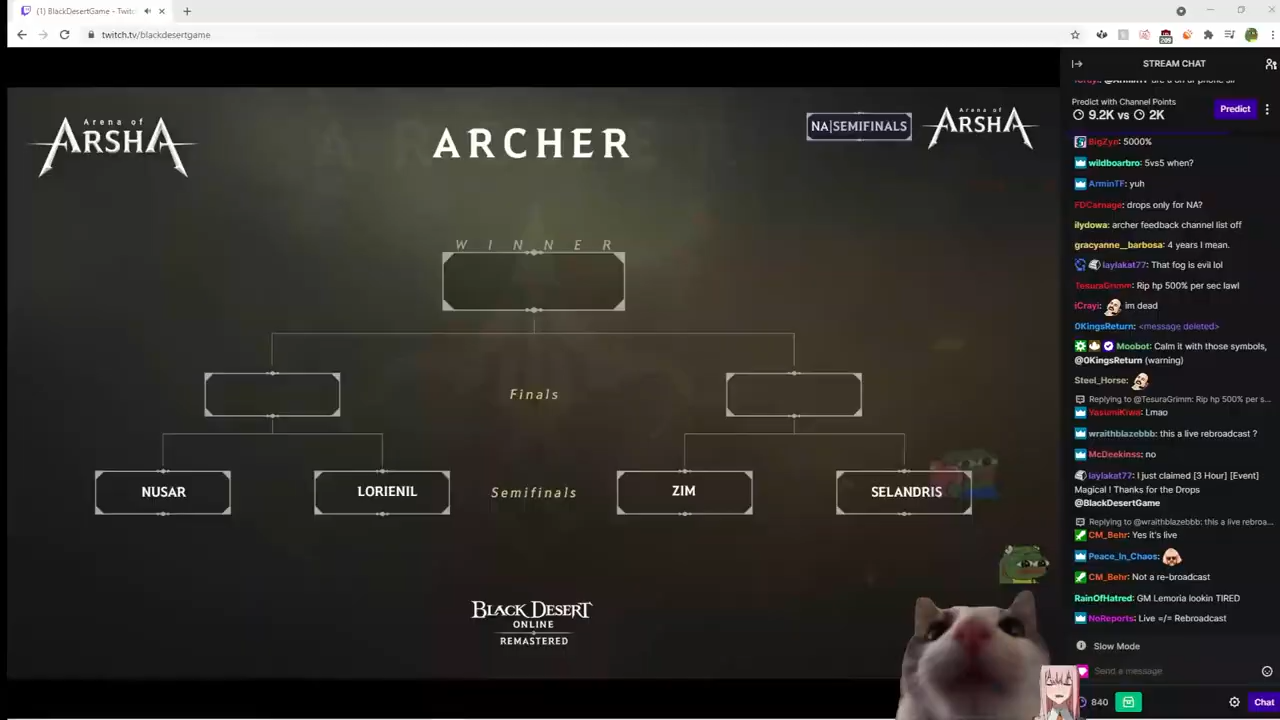 (1) BlackDesertGame - Twitc
twitch.tv/blackdesertgame
209
Arena of
ARSHA
ARCHER
NA|SEMIFINALS
Arena of
ARSHA
WINNER
Finals
NUSAR
LORIENIL
Semifinals
ZIM
SELANDRIS
BLACK DESERT
ONLINE
REMASTERED
STREAM CHAT
Predict with Channel Points
9.2K vs 2K
Predict
BigZyn: 5000%
wildboarbro: 5vs5 when?
ArminTF: yuh
FDCarnage: drops only for NA?
ilydowa: archer feedback channel list off
gracyanne__barbosa: 4 years I mean.
laylakat77: That fog is evil lol
TesuraGrimm: Rip hp 500% per sec lawl
iCrayi: im dead
0KingsReturn: <message deleted>
Moobot: Calm it with those symbols,
@0KingsReturn (warning)
Steel_Horse:
Replying to @TesuraGrimm: Rip hp 500% per s...
YasumiKiwa: Lmao
wraithblazebbb: this a live rebroadcast ?
McDeekinss: no
laylakat77: I just claimed [3 Hour] [Event]
Magical ! Thanks for the Drops
@BlackDesertGame
Replying to @wraithblazebbb: this a live rebroa...
CM_Behr: Yes it's live
Peace_In_Chaos:
CM_Behr: Not a re-broadcast
RainOfHatred: GM Lemoria lookin TIRED
NoReports: Live =/= Rebroadcast
Slow Mode
Send a message
840
Chat